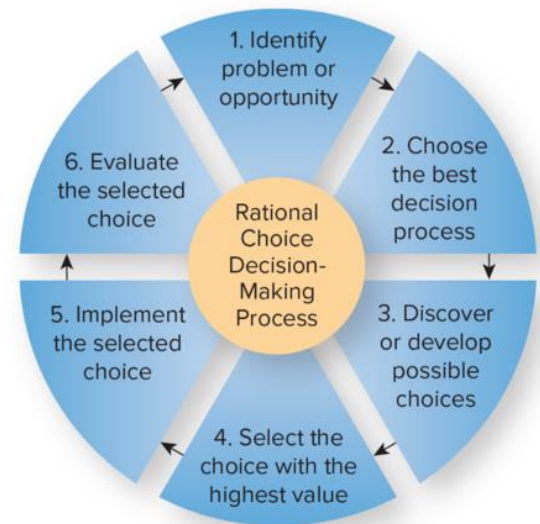 1. Identify
problem or
opportunity
2. Choose
the best
decision
process
3. Discover
or develop
possible
choices
4. Select the
choice with the
highest value
5. Implement
the selected
choice
6. Evaluate
the selected
choice
Rational
Choice
Decision-
Making
Process